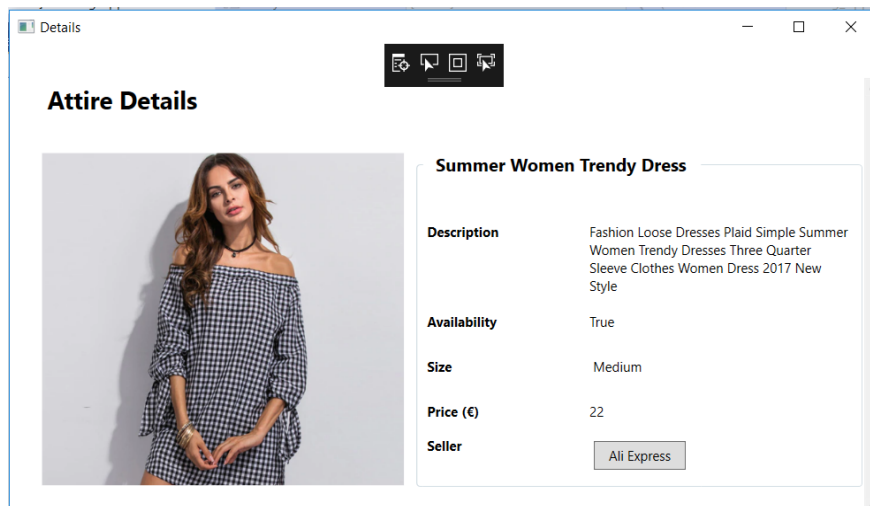 Details
Attire Details
Summer Women Trendy Dress
Description
Fashion Loose Dresses Plaid Simple Summer
Women Trendy Dresses Three Quarter
Sleeve Clothes Women Dress 2017 New
Style
Availability
True
Size
Medium
Price (€)
22
Seller
Ali Express